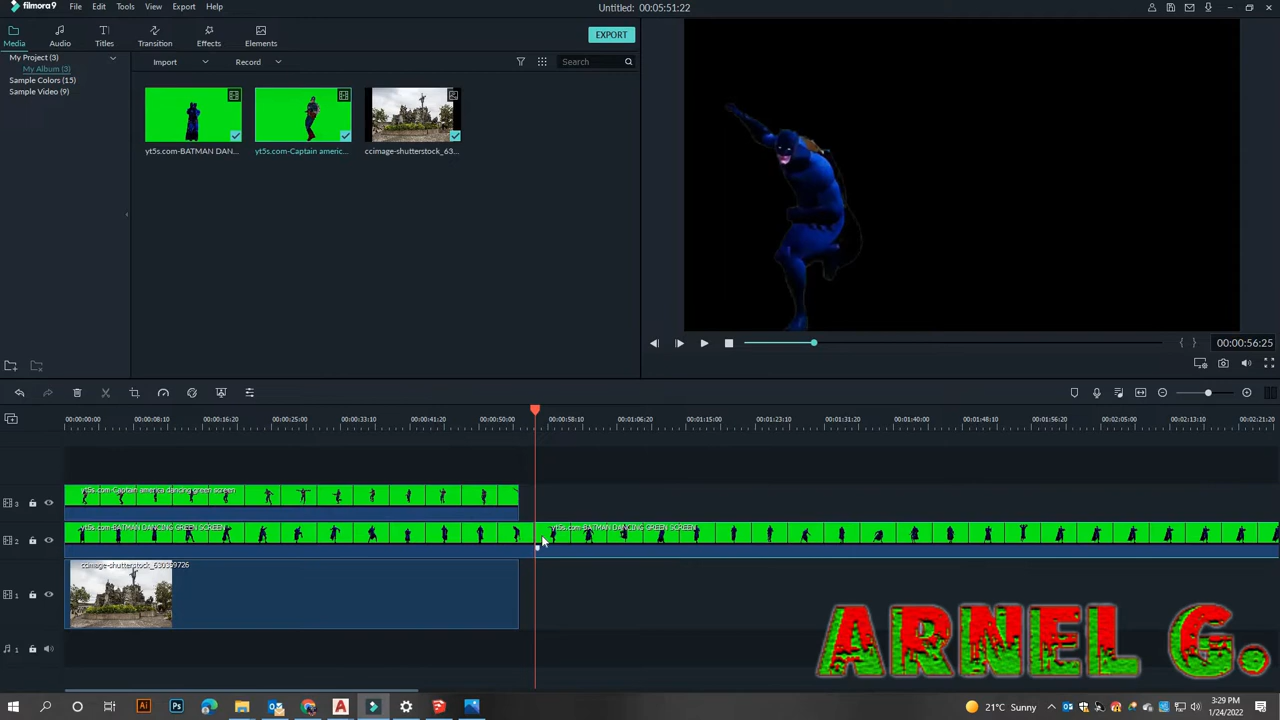 filmora9
File Edit Tools View Export Help
Untitled: 00:05:51:22
Media Audio Titles Transition Effects Elements
EXPORT
My Project (3)
My Album (3)
Sample Colors (15)
Sample Video (9)
Import Record Search
yt5s.com-BATMAN DAN... yt5s.com-Captain americ... ccimage-shutterstock_63...
00:00:56:25
00:00:00:00 00:00:08:10 00:00:16:20 00:00:25:00 00:00:33:10 00:00:41:20 00:00:50:00 00:00:58:10 00:01:06:20 00:01:15:00 00:01:23:10 00:01:31:20 00:01:40:00 00:01:48:10 00:01:56:20 00:02:05:00 00:02:13:10 00:02:21:20
3
yt5s.com-Captain america dancing green screen
2
yt5s.com-BATMAN DANCING GREEN SCREEN yt5s.com-BATMAN DANCING GREEN SCREEN
1
ccimage-shutterstock_630399726
1
ARNEL G.
21°C Sunny
3:29 PM
1/24/2022